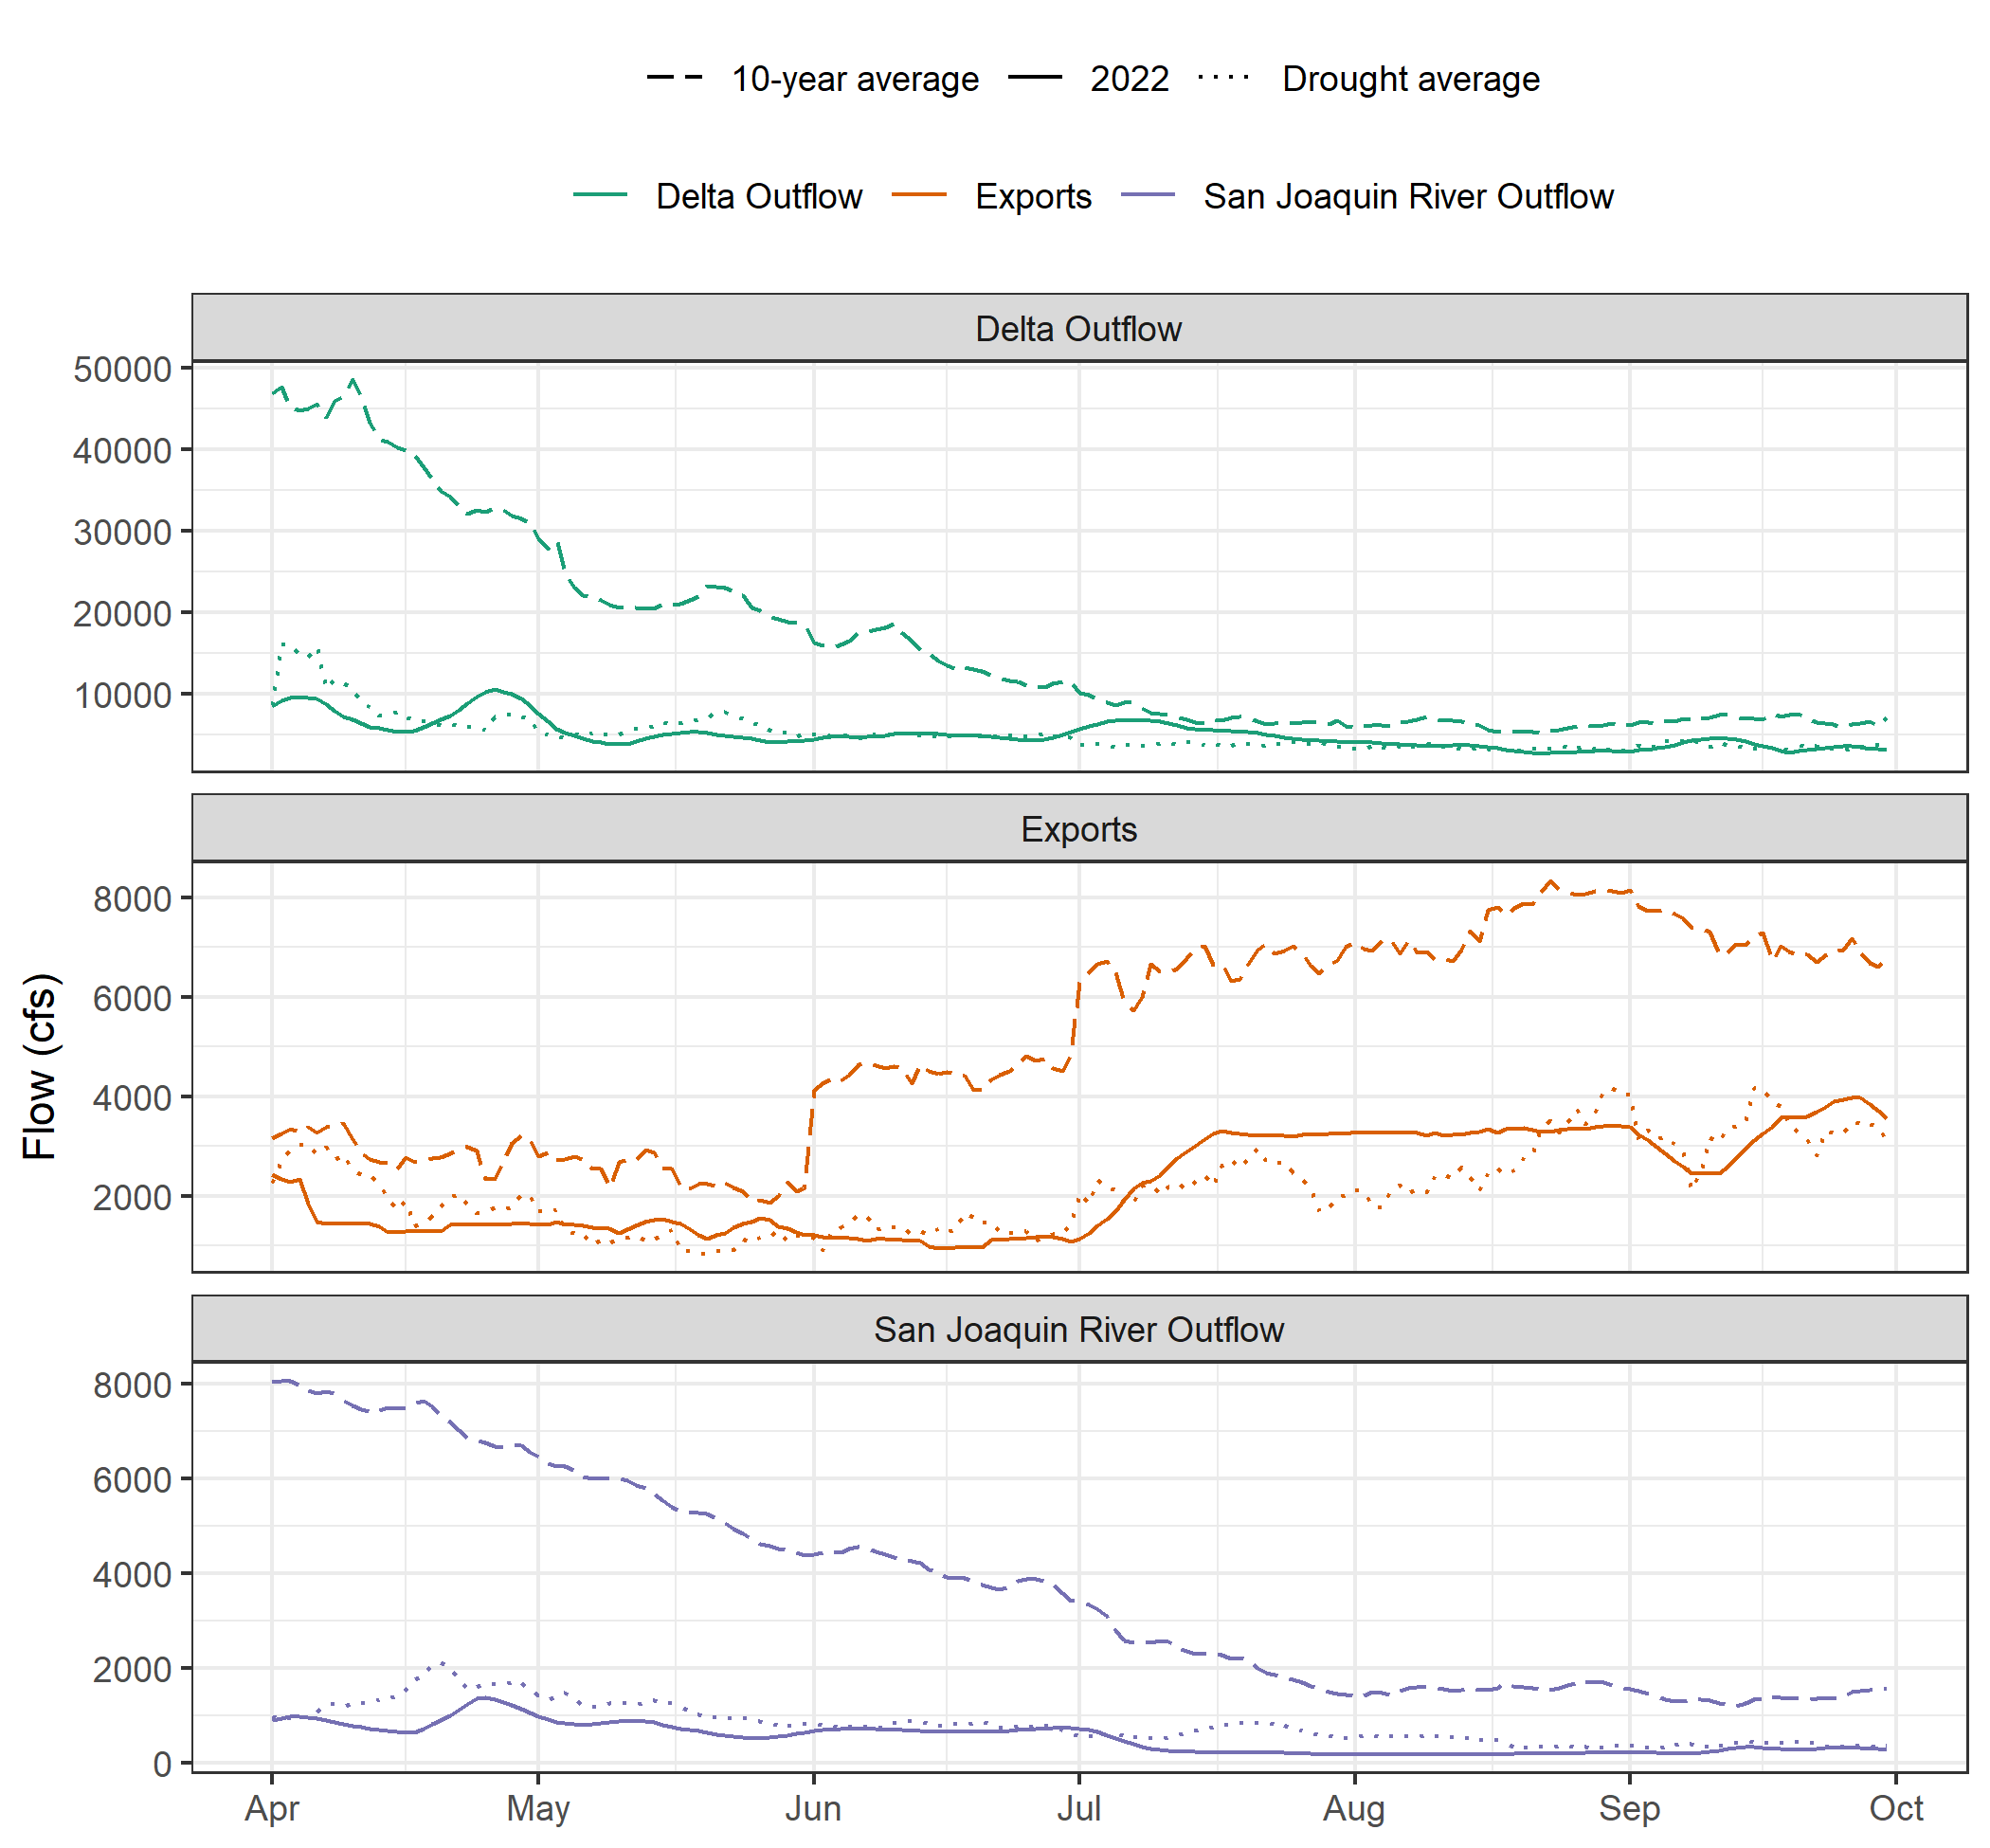 10-year average 2022 Drought average
Delta Outflow Exports San Joaquin River Outflow
Delta Outflow
50000
40000
30000
20000
10000
Exports
8000
6000
4000
2000
Flow (cfs)
San Joaquin River Outflow
8000
6000
4000
2000
0
Apr May Jun Jul Aug Sep Oct